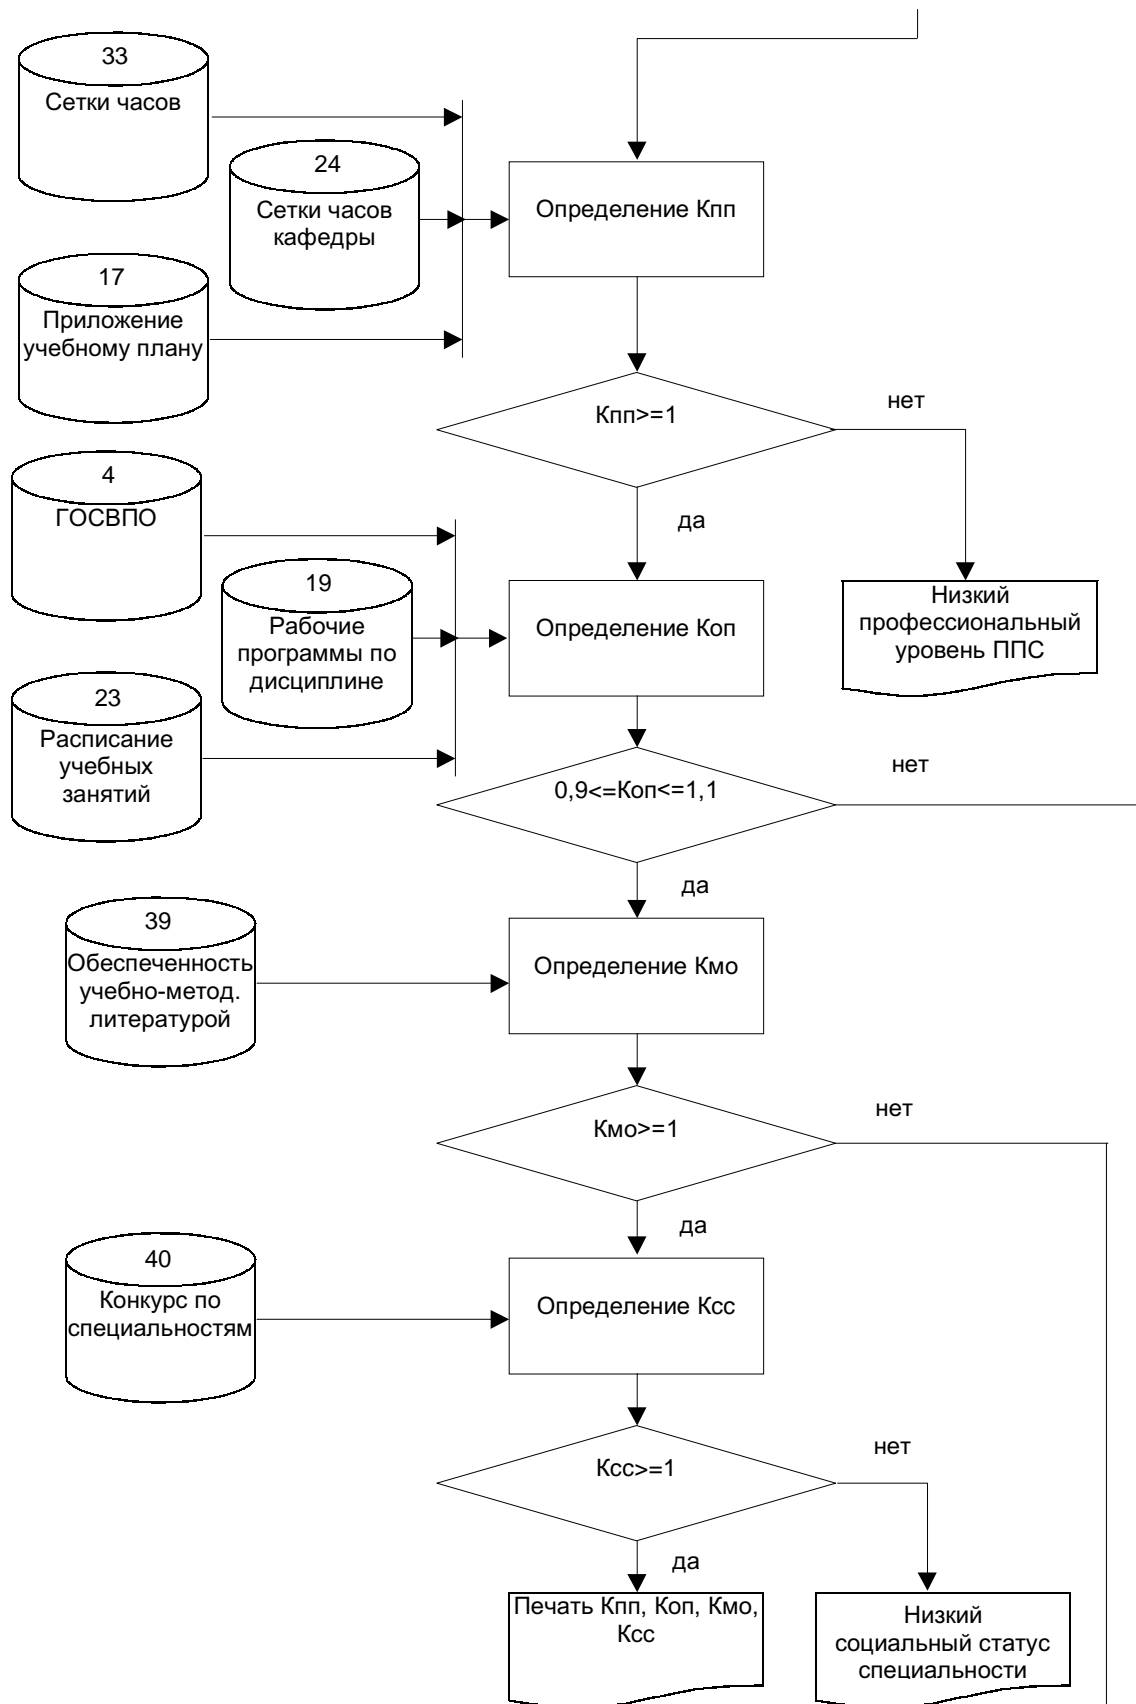 33
Сетки часов
24
Сетки часов
кафедры
Определение Кпп
17
Приложение
учебному плану
Кпп>=1
нет
да
4
ГОСВПО
19
Рабочие
программы по
дисциплине
Определение Коп
Низкий
профессиональный
уровень ППС
23
Расписание
учебных
занятий
0,9<=Коп<=1,1
нет
да
39
Обеспеченность
учебно-метод.
литературой
Определение Кмо
Кмо>=1
нет
да
40
Конкурс по
специальностям
Определение Ксс
Ксс>=1
нет
да
Печать Кпп, Коп, Кмо,
Ксс
Низкий
социальный статус
специальности